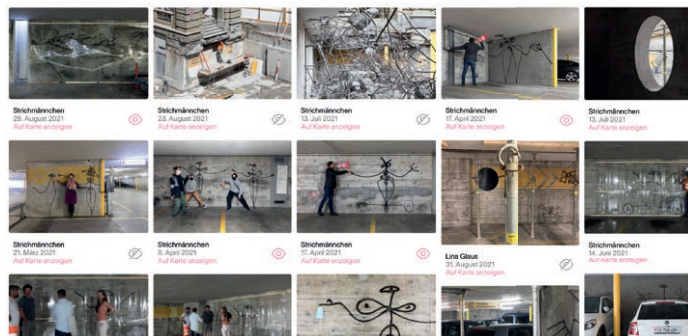 Strichmännchen
28. August 2021
Auf Karte anzeigen
Strichmännchen
23. August 2021
Auf Karte anzeigen
Strichmännchen
13. Juli 2021
Auf Karte anzeigen
Strichmännchen
17. April 2021
Auf Karte anzeigen
Strichmännchen
13. Juli 2021
Auf Karte anzeigen
Strichmännchen
21. März 2021
Auf Karte anzeigen
Strichmännchen
8. April 2021
Auf Karte anzeigen
Strichmännchen
17. April 2021
Auf Karte anzeigen
Lina Glaus
31. August 2021
Auf Karte anzeigen
Strichmännchen
14. Juni 2021
Auf Karte anzeigen